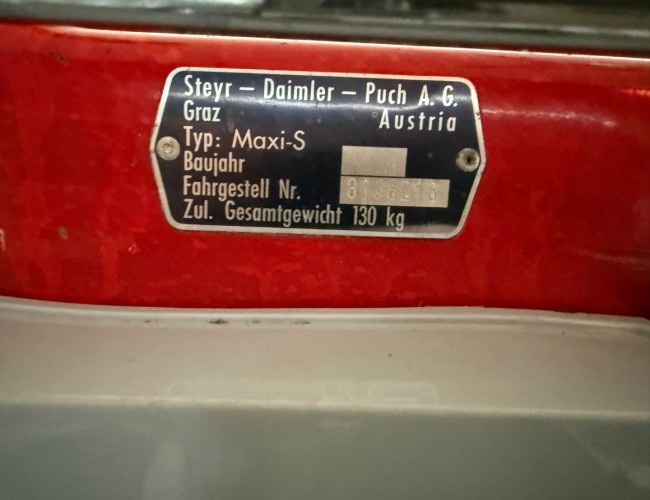 Steyr – Daimler – Puch A. G.
Graz Austria
Typ: Maxi-S
Baujahr
Fahrgestell Nr.
Zul. Gesamtgewicht 130 kg